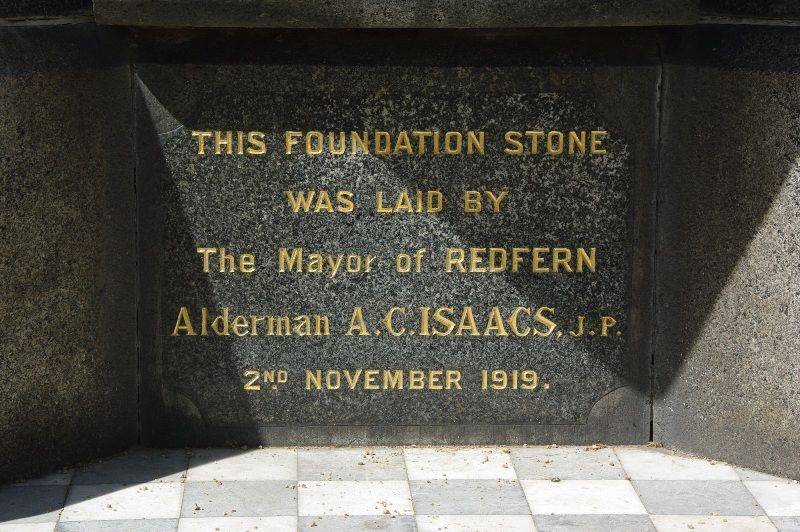 THIS FOUNDATION STONE
WAS LAID BY
The Mayor of REDFERN
Alderman A.C.ISAACS, J.P.
2ND NOVEMBER 1919.